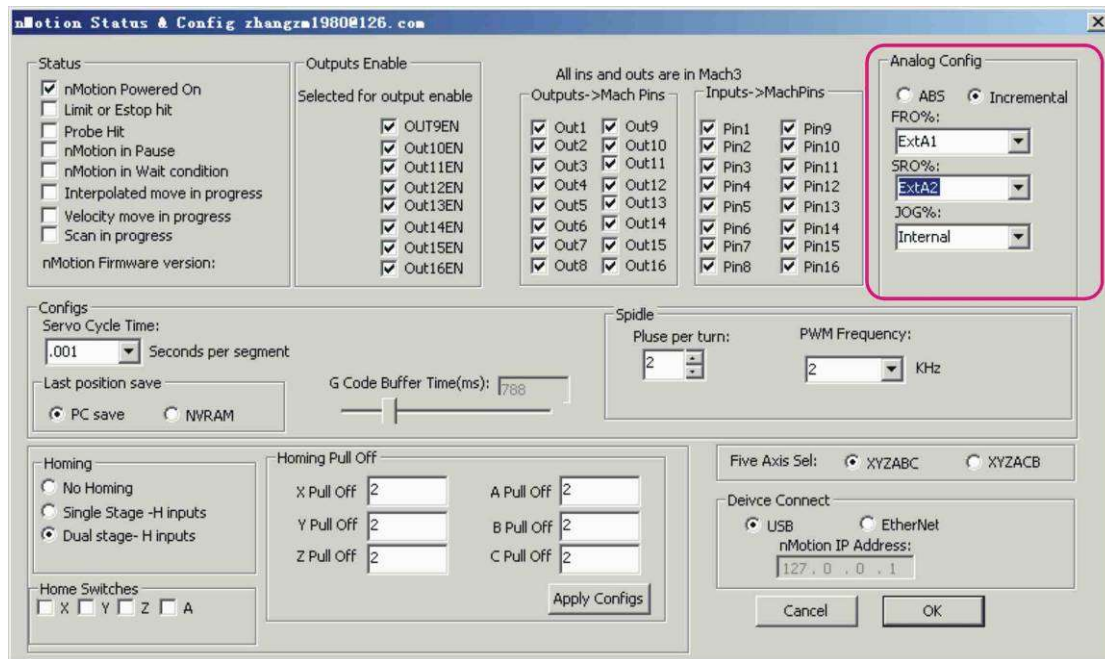 nMotion Status & Config zhangzm1980@126.com
Status
nMotion Powered On
Limit or Estop hit
Probe Hit
nMotion in Pause
nMotion in Wait condition
Interpolated move in progress
Velocity move in progress
Scan in progress
nMotion Firmware version:
Outputs Enable
Selected for output enable
OUT9EN
Out10EN
Out11EN
Out12EN
Out13EN
Out14EN
Out15EN
Out16EN
All ins and outs are in Mach3
Outputs->Mach Pins
Out1 Out9
Out2 Out10
Out3 Out11
Out4 Out12
Out5 Out13
Out6 Out14
Out7 Out15
Out8 Out16
Inputs->MachPins
Pin1 Pin9
Pin2 Pin10
Pin3 Pin11
Pin4 Pin12
Pin5 Pin13
Pin6 Pin14
Pin7 Pin15
Pin8 Pin16
Analog Config
ABS Incremental
FRO%:
ExtA1
SRO%:
ExtA2
JOG%:
Internal
Configs
Servo Cycle Time:
.001 Seconds per segment
Last position save
PC save NVRAM
G Code Buffer Time(ms): 788
Spidle
Pluse per turn:
2
PWM Frequency:
2 KHz
Homing
No Homing
Single Stage -H inputs
Dual stage- H inputs
Home Switches
X Y Z A
Homing Pull Off
X Pull Off 2 A Pull Off 2
Y Pull Off 2 B Pull Off 2
Z Pull Off 2 C Pull Off 2
Apply Configs
Five Axis Sel: XYZABC XYZACB
Deivce Connect
USB EtherNet
nMotion IP Address:
127 . 0 . 0 . 1
Cancel OK